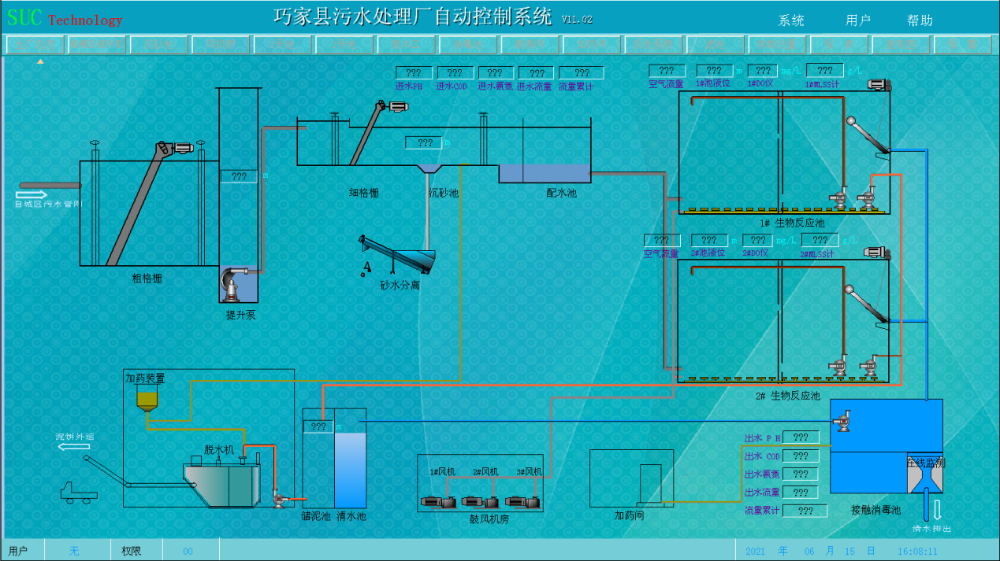 SUC Technology
巧家县污水处理厂自动控制系统 V11.02
系统 用户 帮助
??? ??? ??? ??? ???
进水PH 进水COD 进水氨氮 进水流量 流量累计
??? ??? m ??? mg/L ??? g/L
空气流量 1#池液位 1#DO仪 1#MLSS计
??? m
??? m
自城区污水管网
细格栅 沉砂池 配水池
1# 生物反应池
??? ??? m ??? mg/L ??? g/L
空气流量 2#池液位 2#DO仪 2#MLSS计
粗格栅
砂水分离
提升泵
加药装置
2# 生物反应池
??? m
泥饼外运
脱水机
1#风机 2#风机 3#风机
出水 P H ???
出水 COD ???
出水氨氮 ???
出水流量 ???
流量累计 ???
在线监测
储泥池 清水池
鼓风机房
加药间
接触消毒池
清水排出
用户 无 权限 00
2021 年 06 月 15 日 16:08:11